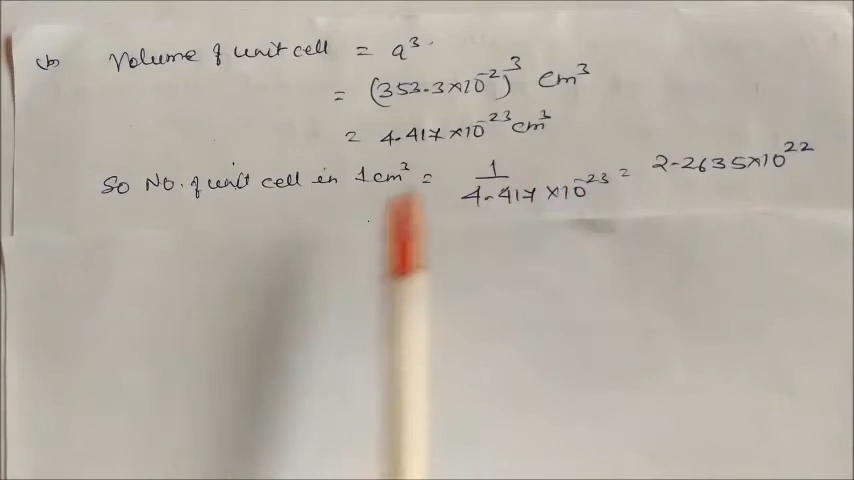 (b) Volume of unit cell = a³.
= (353.3×10⁻²)³ cm³
= 4.417×10⁻²³ cm³
So No. of unit cell in 1cm³ = 1/4.417×10⁻²³ = 2.2635×10²²